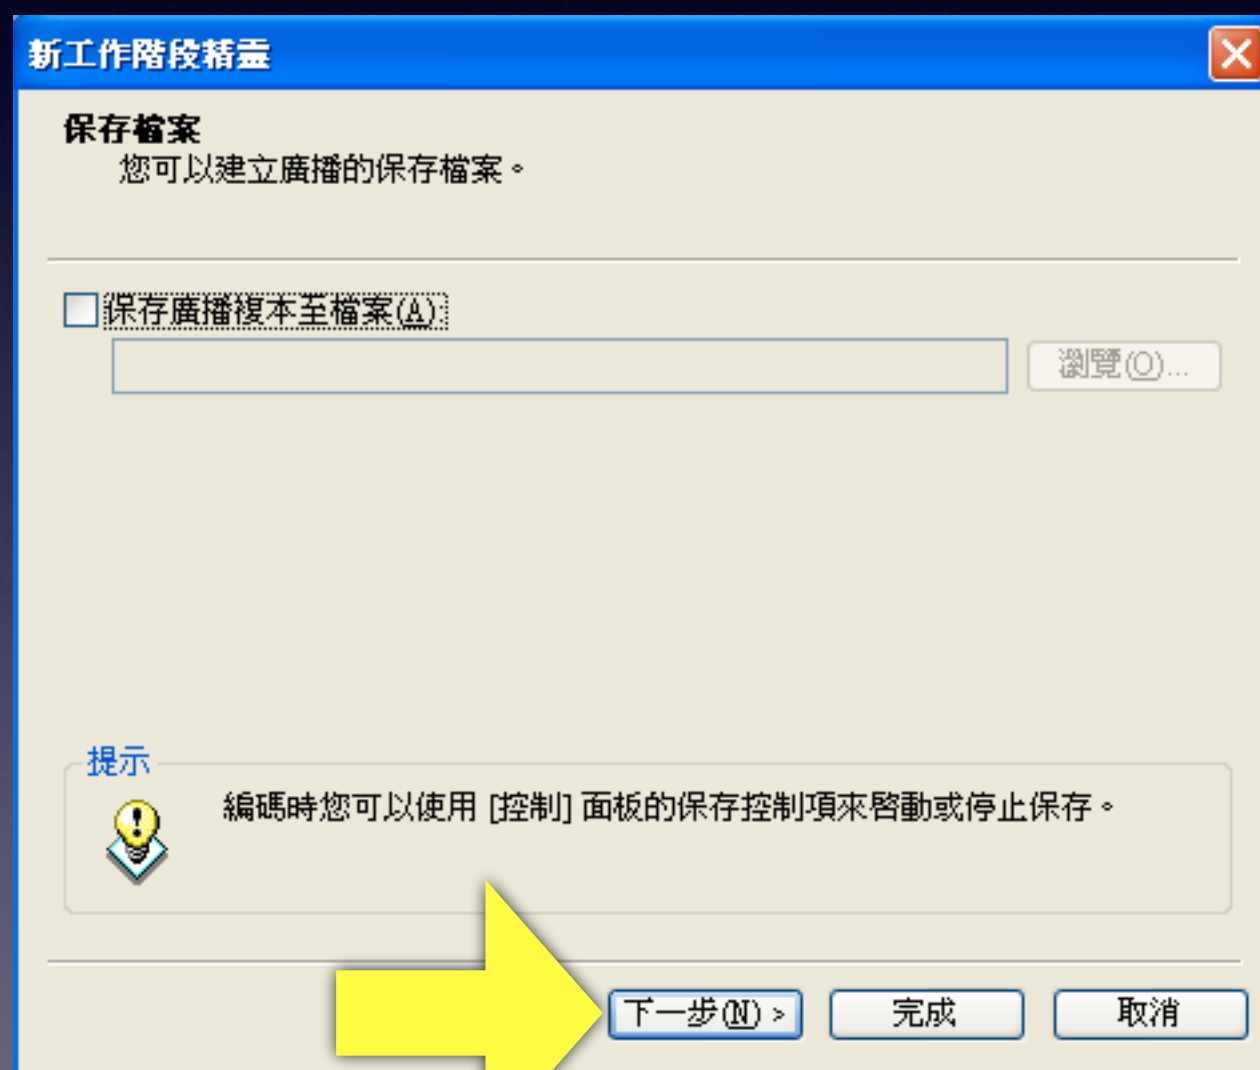 新工作階段精靈
保存檔案
您可以建立廣播的保存檔案。
保存廣播複本至檔案(A):
瀏覽(O)...
提示
編碼時您可以使用 [控制] 面板的保存控制項來啟動或停止保存。
下一步(N) > 完成 取消